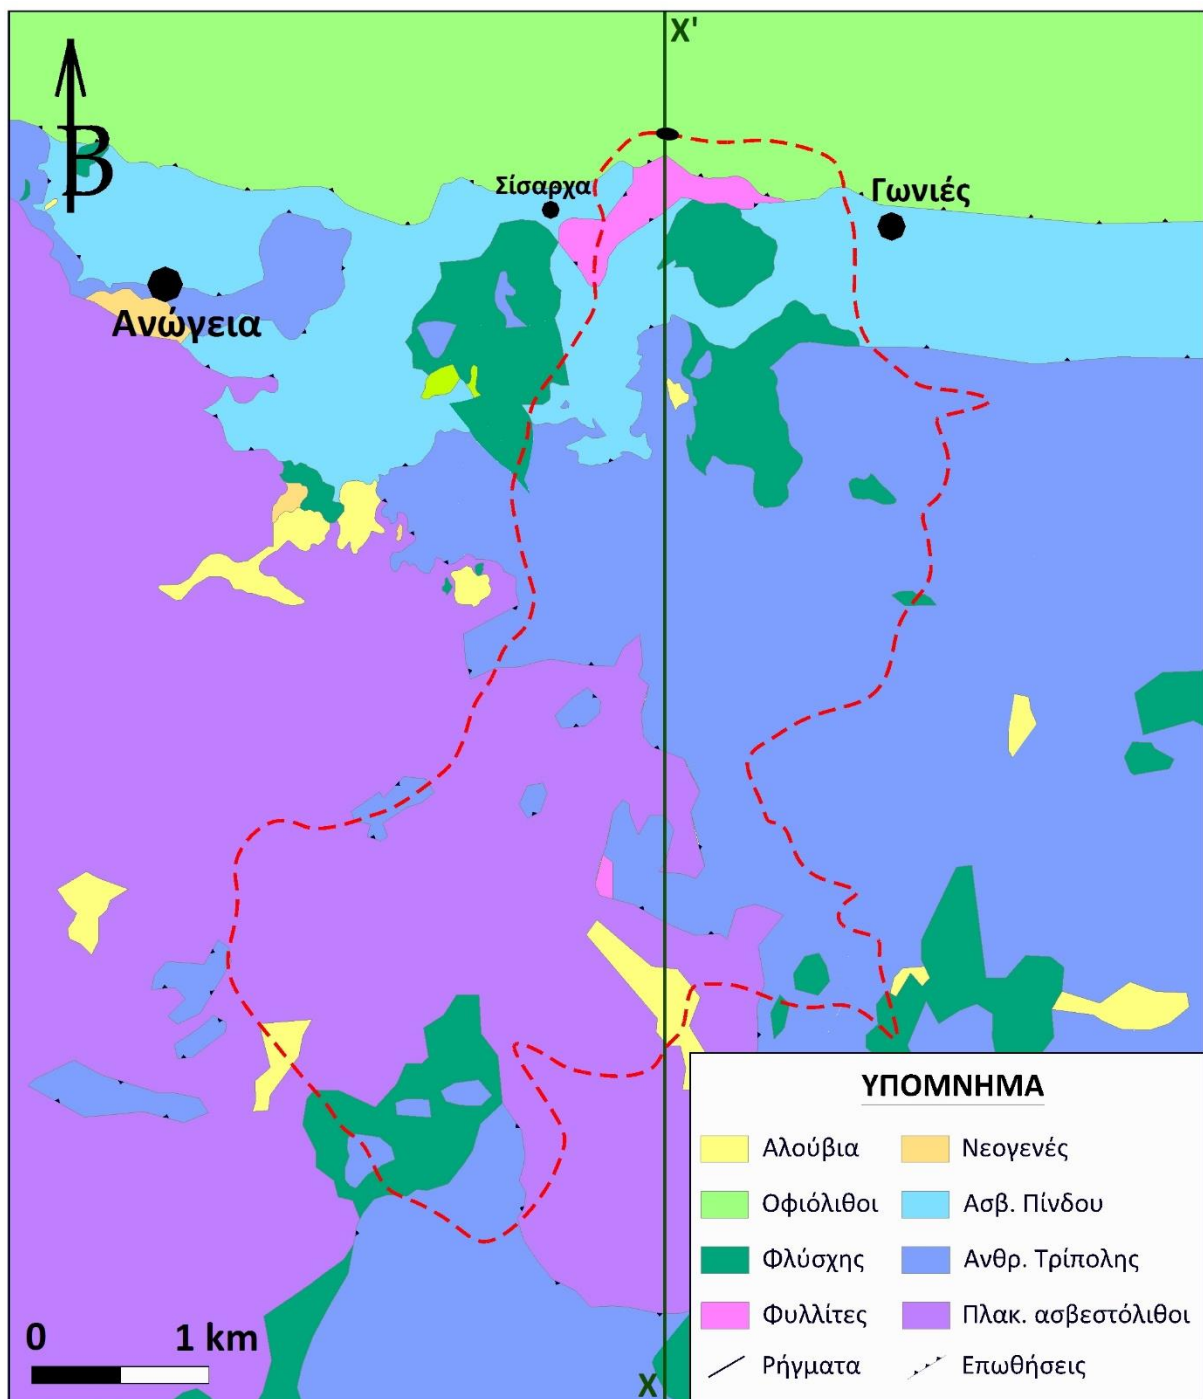 X'
B
Σίσαρχα
Γωνιές
Ανώγεια
ΥΠΟΜΝΗΜΑ
Αλούβια
Νεογενές
Οφιόλιθοι
Ασβ. Πίνδου
Φλύσχης
Ανθρ. Τρίπολης
Φυλλίτες
Πλακ. ασβεστόλιθοι
Ρήγματα
Επωθήσεις
0 1 km
X